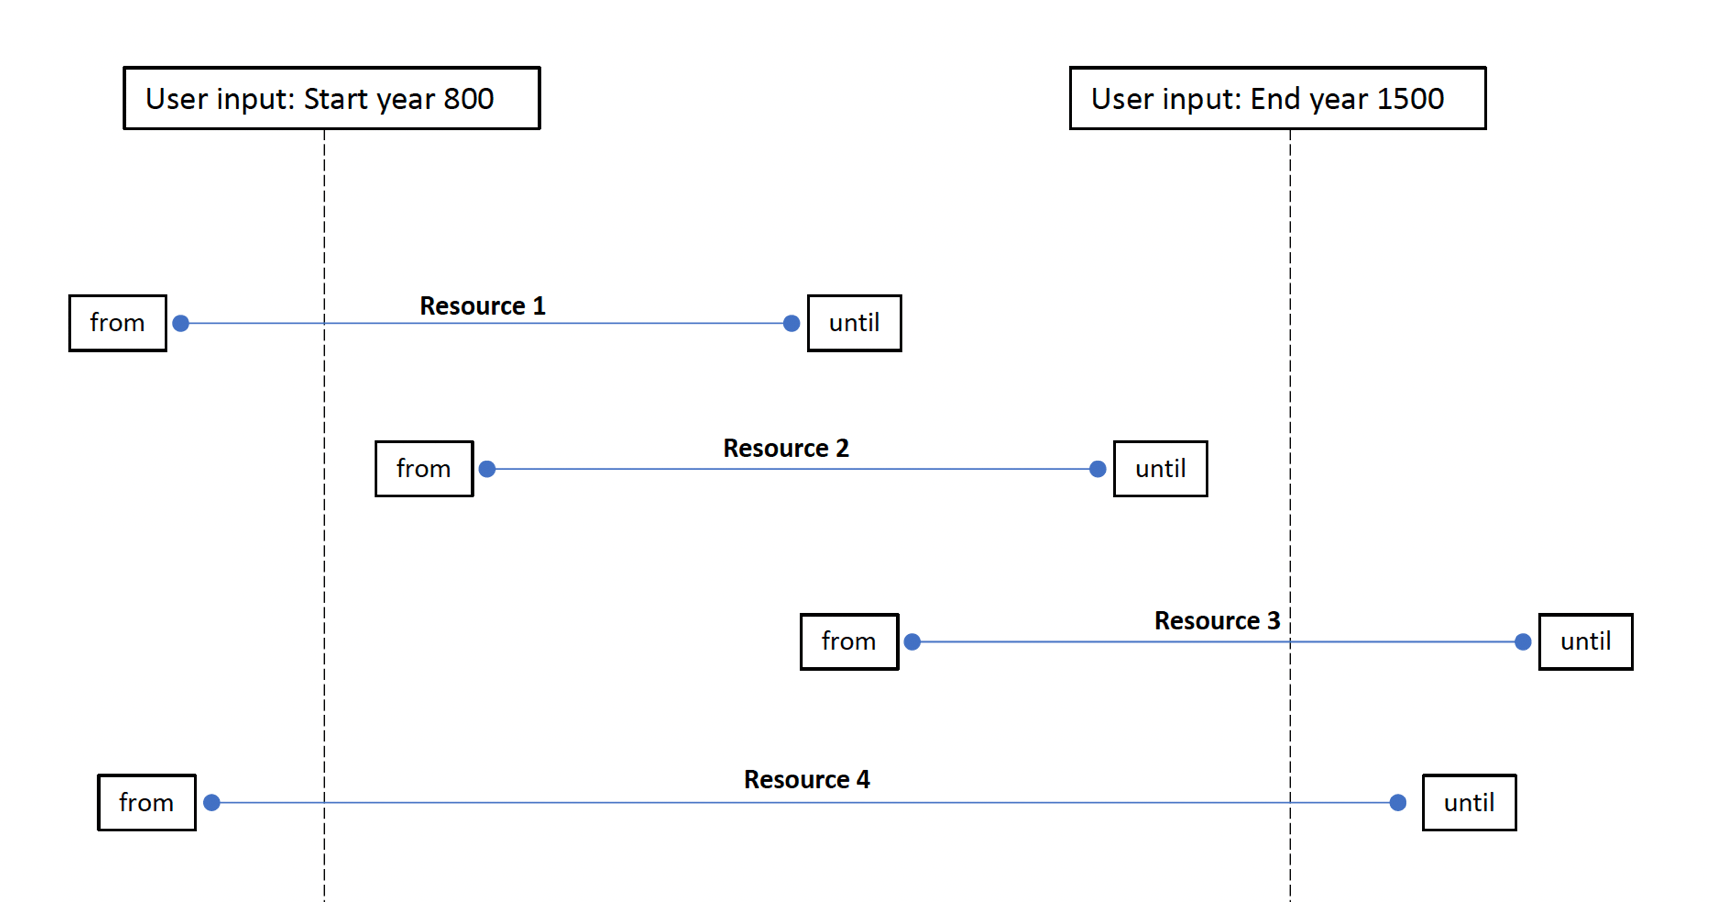 User input: Start year 800
User input: End year 1500
Resource 1
from
until
Resource 2
from
until
Resource 3
from
until
Resource 4
from
until